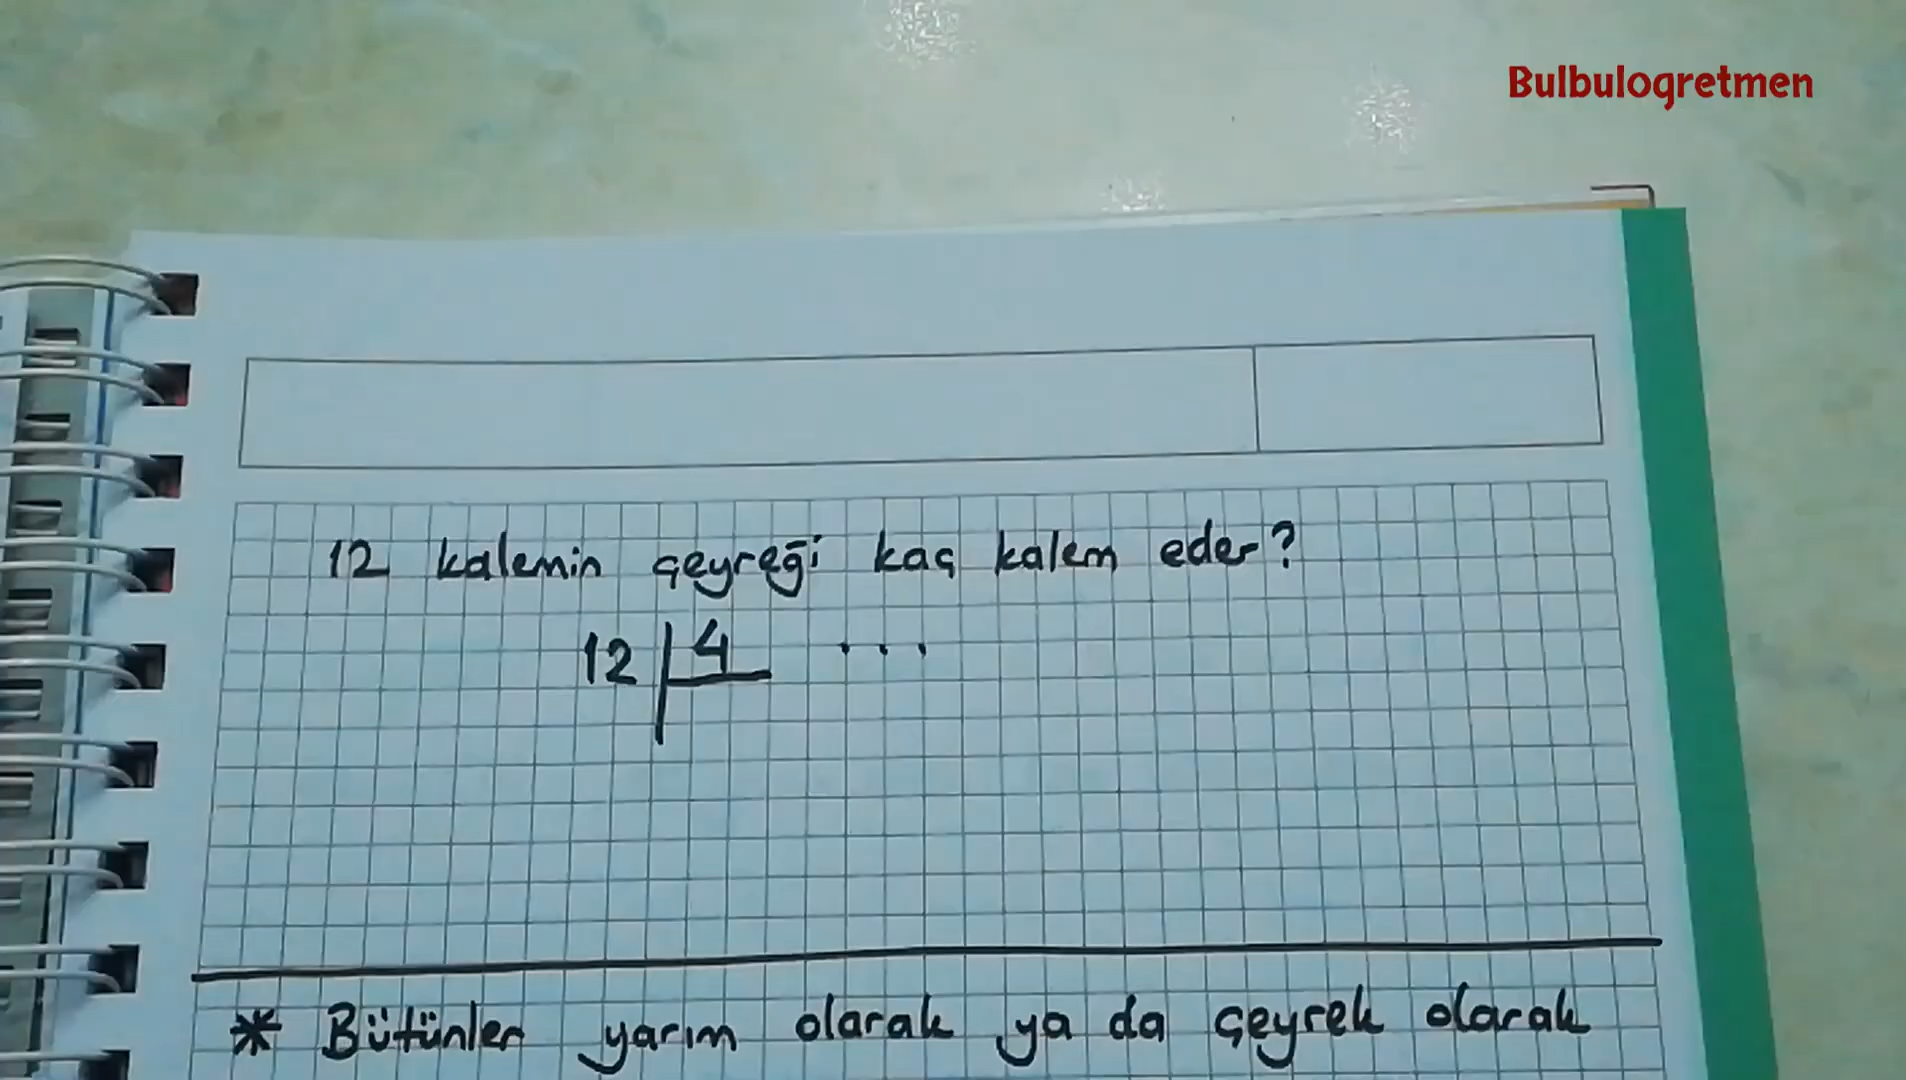 Bulbulogretmen
12 kalemin çeyreği kaç kalem eder?
12 4 ...
* Bütünler yarım olarak ya da çeyrek olarak